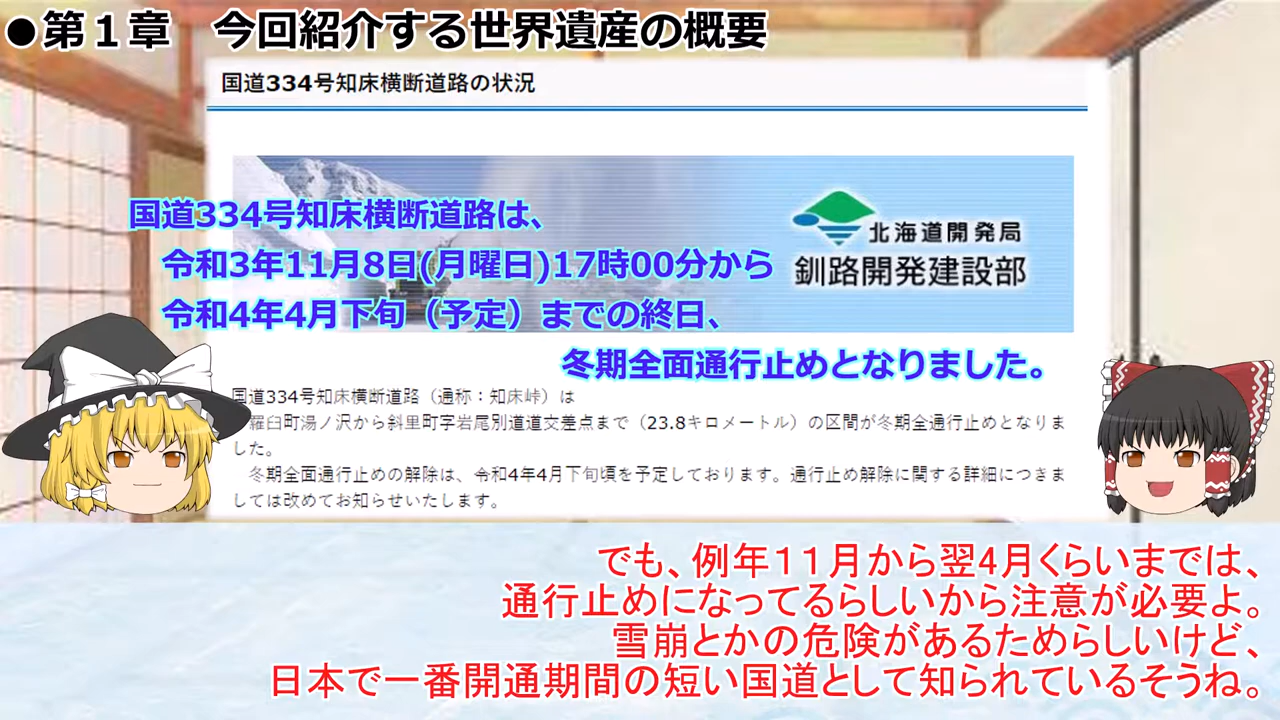 ●第１章　今回紹介する世界遺産の概要
国道334号知床横断道路の状況
北海道開発局
釧路開発建設部
国道334号知床横断道路は、
令和3年11月8日(月曜日)17時00分から
令和4年4月下旬（予定）までの終日、
冬期全面通行止めとなりました。
国道334号知床横断道路（通称：知床峠）は
羅臼町湯ノ沢から斜里町字岩尾別道道交差点まで（23.8キロメートル）の区間が冬期全通行止めとなりま
した。
　冬期全面通行止めの解除は、令和4年4月下旬頃を予定しております。通行止め解除に関する詳細につきま
しては改めてお知らせいたします。
でも、例年１１月から翌4月くらいまでは、
通行止めになってるらしいから注意が必要よ。
雪崩とかの危険があるためらしいけど、
日本で一番開通期間の短い国道として知られているそうね。